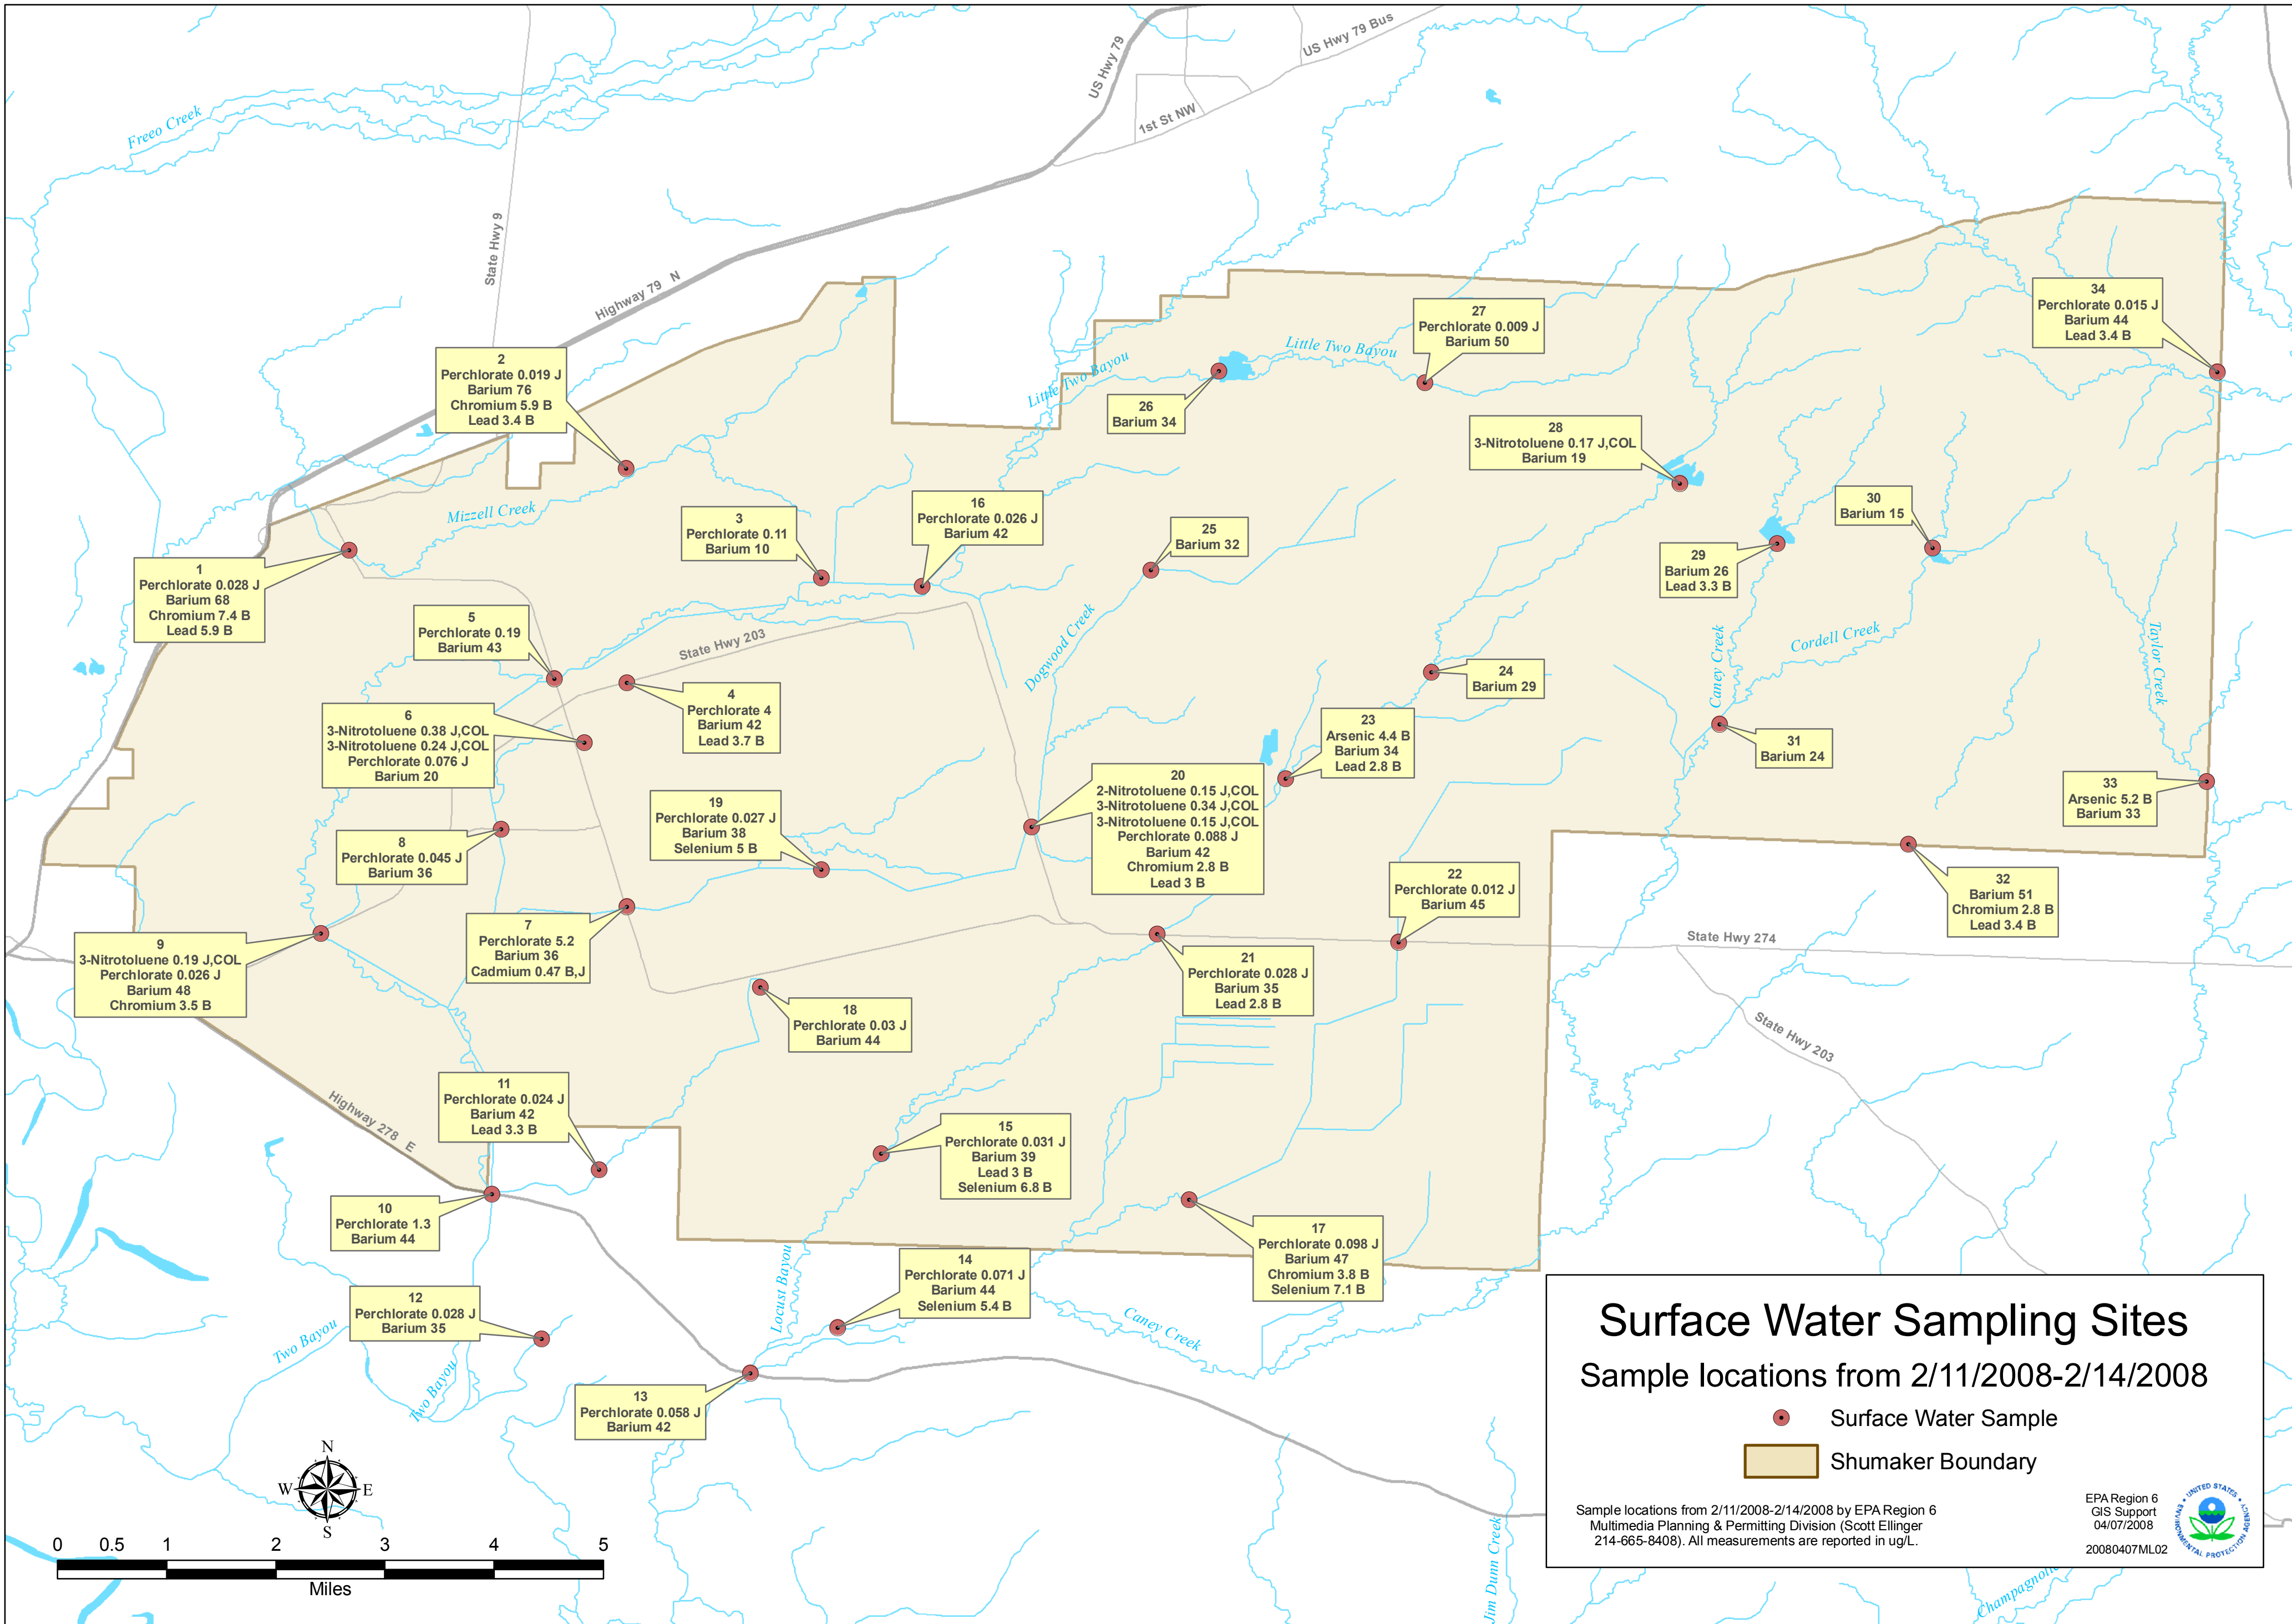 US Hwy 79 Bus
US Hwy 79
1st St NW
Freeo Creek
State Hwy 9
Highway 79 N
34
Perchlorate 0.015 J
Barium 44
Lead 3.4 B
27
Perchlorate 0.009 J
Barium 50
Little Two Bayou
Little Two Bayou
2
Perchlorate 0.019 J
Barium 76
Chromium 5.9 B
Lead 3.4 B
26
Barium 34
28
3-Nitrotoluene 0.17 J,COL
Barium 19
Mizzell Creek
16
Perchlorate 0.026 J
Barium 42
30
Barium 15
3
Perchlorate 0.11
Barium 10
25
Barium 32
29
Barium 26
Lead 3.3 B
1
Perchlorate 0.028 J
Barium 68
Chromium 7.4 B
Lead 5.9 B
5
Perchlorate 0.19
Barium 43
State Hwy 203
Dogwood Creek
Caney Creek
Cordell Creek
Taylor Creek
24
Barium 29
4
Perchlorate 4
Barium 42
Lead 3.7 B
6
3-Nitrotoluene 0.38 J,COL
3-Nitrotoluene 0.24 J,COL
Perchlorate 0.076 J
Barium 20
23
Arsenic 4.4 B
Barium 34
Lead 2.8 B
31
Barium 24
20
2-Nitrotoluene 0.15 J,COL
3-Nitrotoluene 0.34 J,COL
3-Nitrotoluene 0.15 J,COL
Perchlorate 0.088 J
Barium 42
Chromium 2.8 B
Lead 3 B
33
Arsenic 5.2 B
Barium 33
19
Perchlorate 0.027 J
Barium 38
Selenium 5 B
8
Perchlorate 0.045 J
Barium 36
22
Perchlorate 0.012 J
Barium 45
32
Barium 51
Chromium 2.8 B
Lead 3.4 B
7
Perchlorate 5.2
Barium 36
Cadmium 0.47 B,J
9
3-Nitrotoluene 0.19 J,COL
Perchlorate 0.026 J
Barium 48
Chromium 3.5 B
State Hwy 274
21
Perchlorate 0.028 J
Barium 35
Lead 2.8 B
18
Perchlorate 0.03 J
Barium 44
State Hwy 203
11
Perchlorate 0.024 J
Barium 42
Lead 3.3 B
Highway 278 E
15
Perchlorate 0.031 J
Barium 39
Lead 3 B
Selenium 6.8 B
10
Perchlorate 1.3
Barium 44
17
Perchlorate 0.098 J
Barium 47
Chromium 3.8 B
Selenium 7.1 B
14
Perchlorate 0.071 J
Barium 44
Selenium 5.4 B
Locust Bayou
Caney Creek
12
Perchlorate 0.028 J
Barium 35
Two Bayou
Two Bayou
13
Perchlorate 0.058 J
Barium 42
Surface Water Sampling Sites
Sample locations from 2/11/2008-2/14/2008
Surface Water Sample
Shumaker Boundary
Sample locations from 2/11/2008-2/14/2008 by EPA Region 6
Multimedia Planning & Permitting Division (Scott Ellinger
214-665-8408). All measurements are reported in ug/L.
EPA Region 6
GIS Support
04/07/2008
20080407ML02
UNITED STATES
ENVIRONMENTAL PROTECTION AGENCY
N
W E
S
0 0.5 1 2 3 4 5
Miles
Jim Dunn Creek